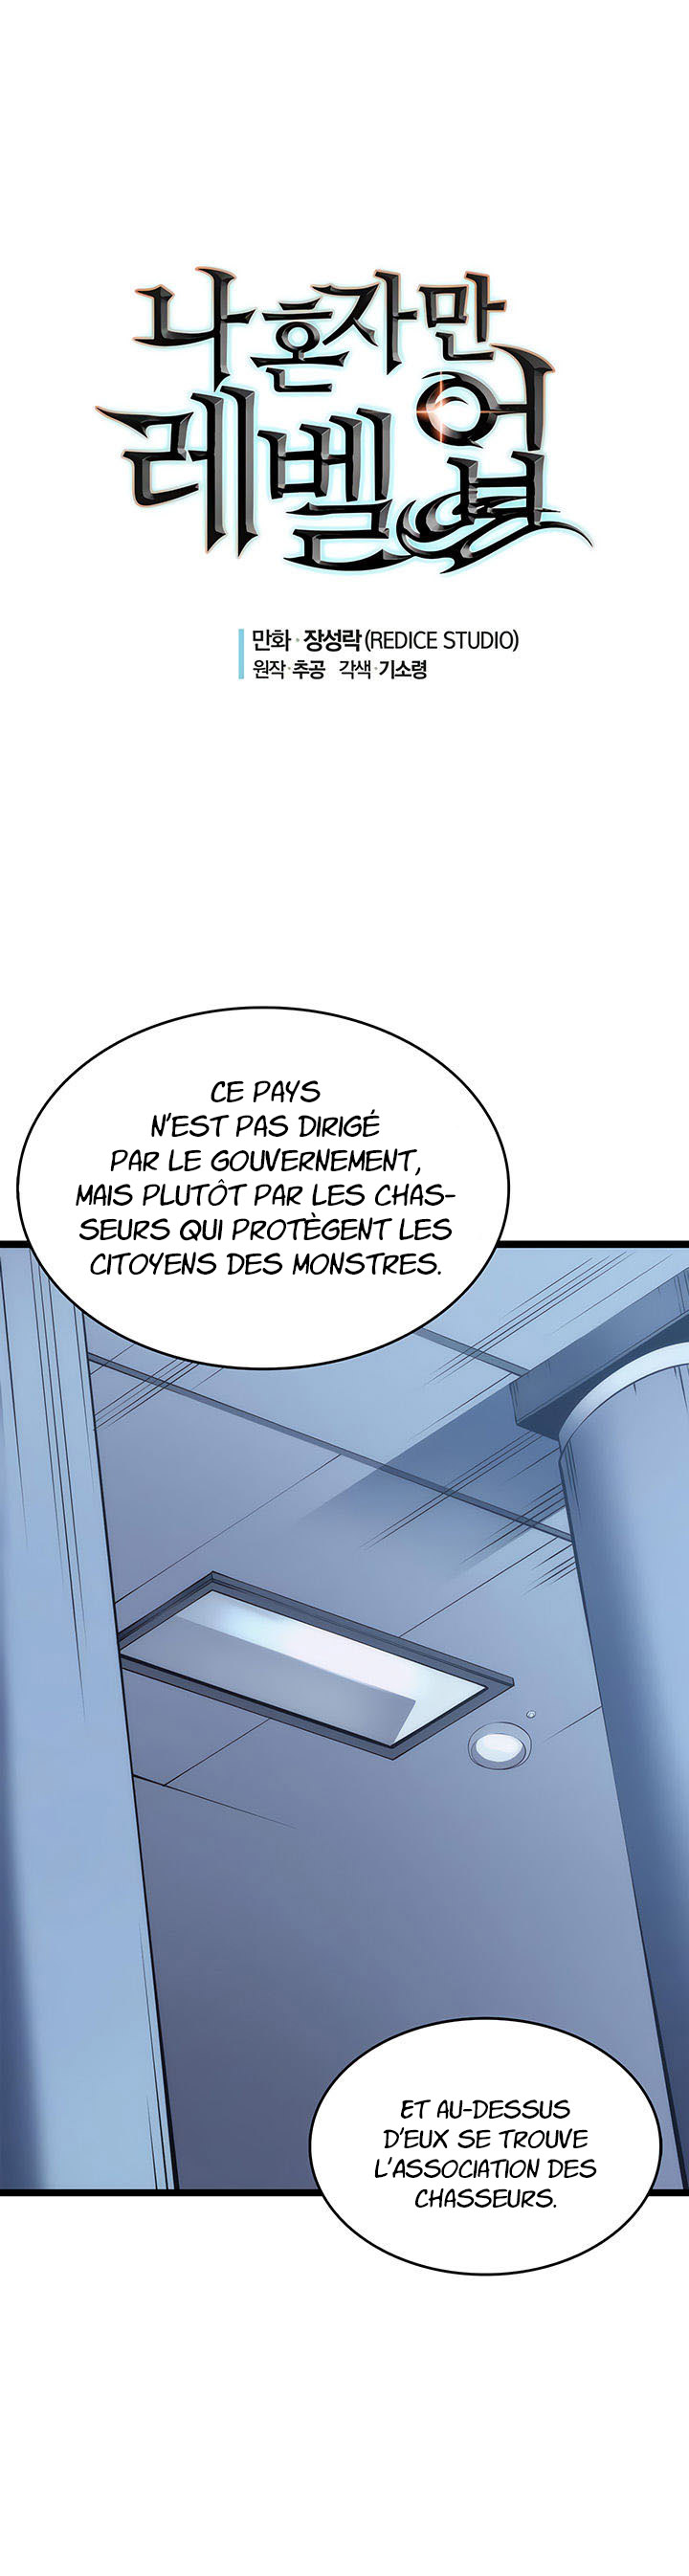 나 혼자만
레벨업
만화·장성락(REDICE STUDIO)
원작·추공 각색·기소령
CE PAYS
N'EST PAS DIRIGÉ
PAR LE GOUVERNEMENT,
MAIS PLUTÔT PAR LES CHAS-
SEURS QUI PROTÈGENT LES
CITOYENS DES MONSTRES.
ET AU-DESSUS
D'EUX SE TROUVE
L'ASSOCIATION DES
CHASSEURS.